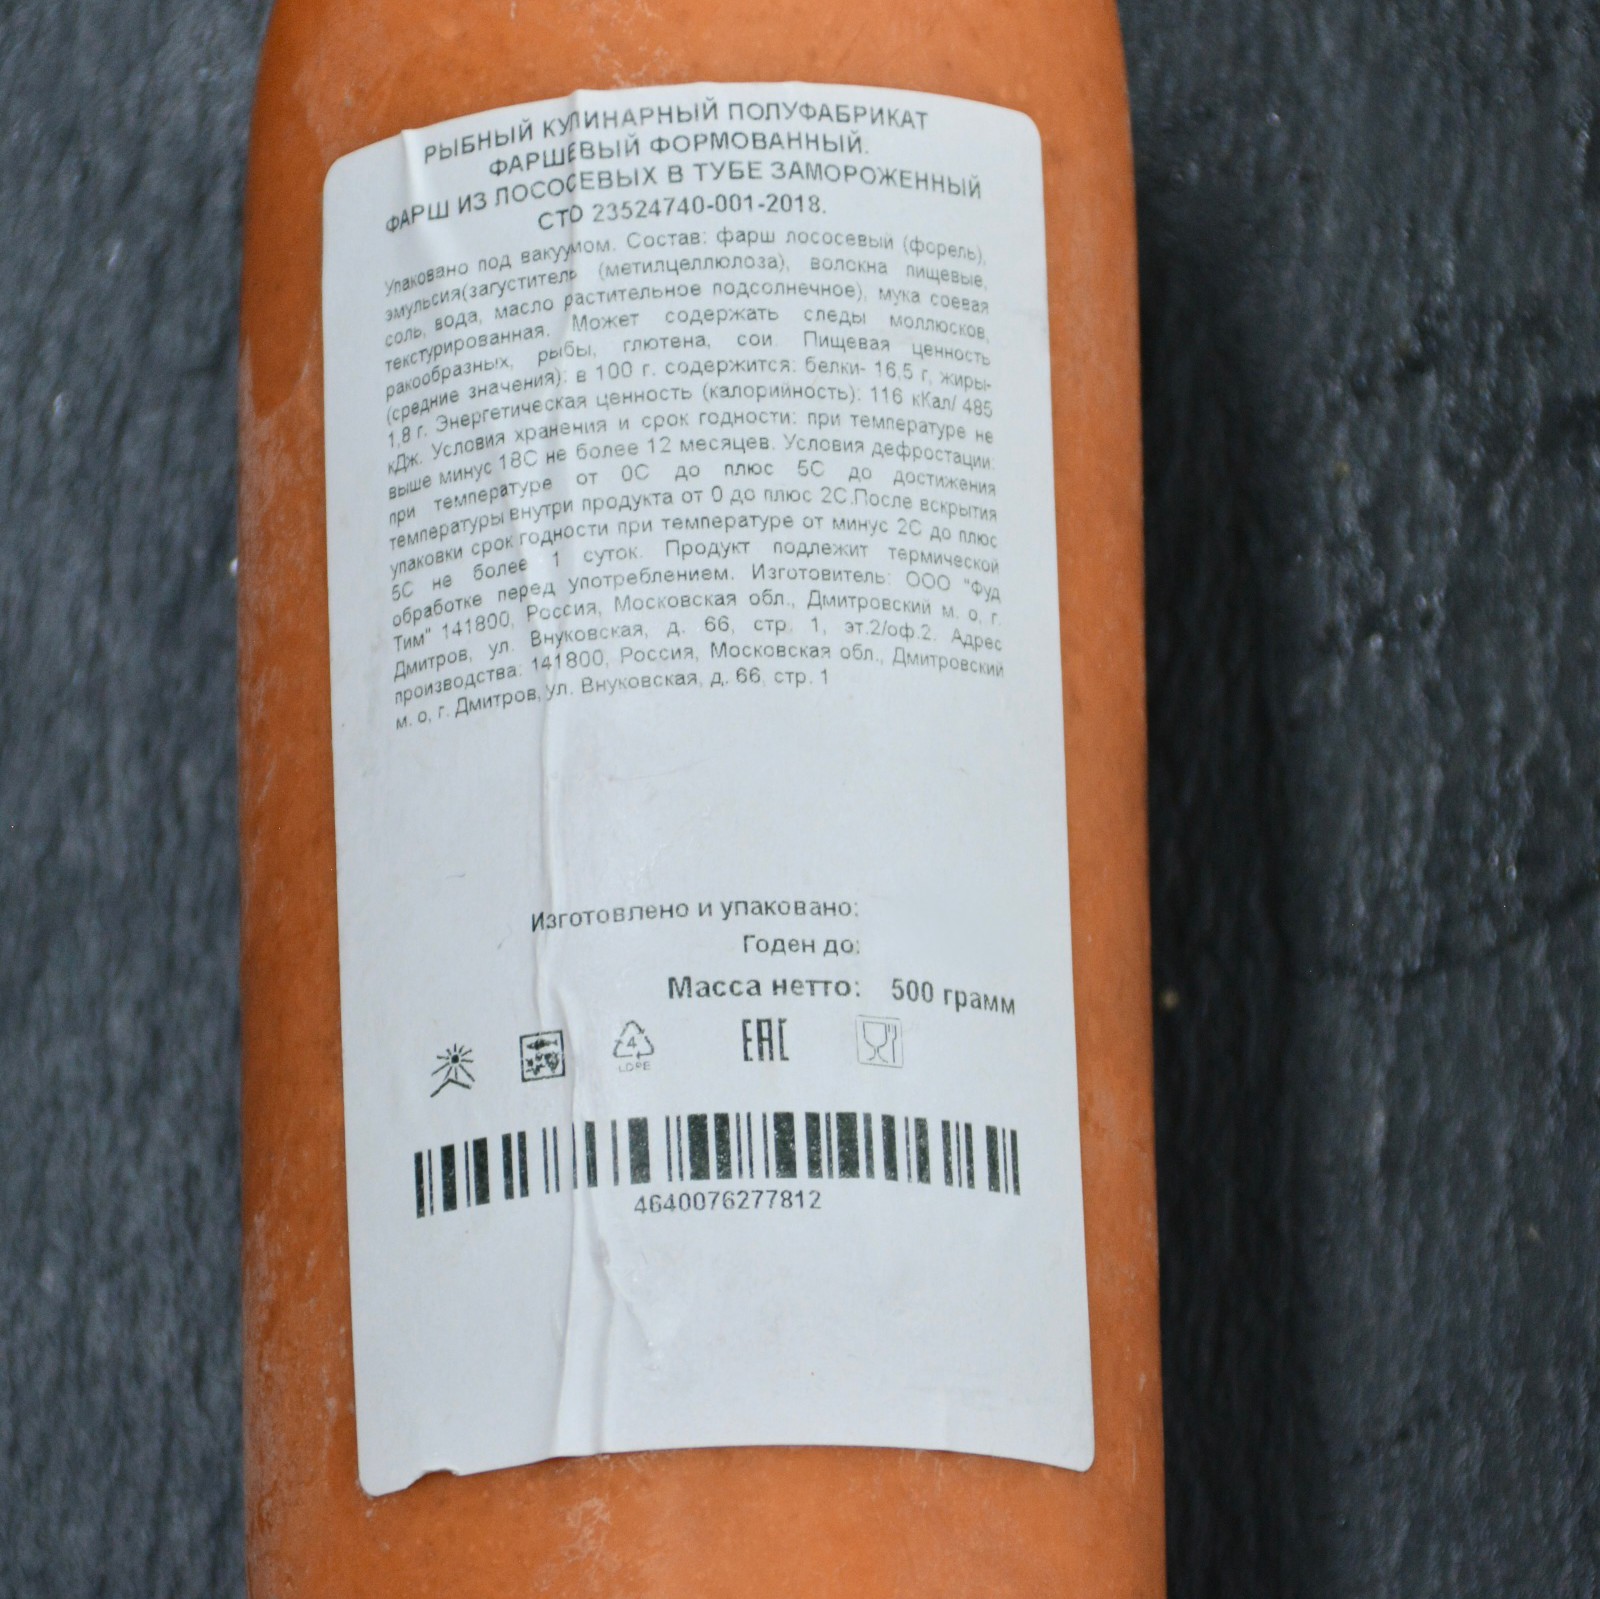 РЫБНЫЙ КУЛИНАРНЫЙ ПОЛУФАБРИКАТ
ФАРШЕВЫЙ ФОРМОВАННЫЙ.
ФАРШ ИЗ ЛОСОСЕВЫХ В ТУБЕ ЗАМОРОЖЕННЫЙ
СТО 23524740-001-2018.
Упаковано под вакуумом. Состав: фарш лососевый (форель),
эмульсия(загуститель (метилцеллюлоза), волокна пищевые,
соль, вода, масло растительное подсолнечное), мука соевая
текстурированная. Может содержать следы моллюсков,
ракообразных, рыбы, глютена, сои. Пищевая ценность
(средние значения): в 100 г. содержится: белки- 16,5 г, жиры-
1,8 г. Энергетическая ценность (калорийность): 116 кКал/ 485
кДж. Условия хранения и срок годности: при температуре не
выше минус 18С не более 12 месяцев. Условия дефростации:
при температуре от 0С до плюс 5С до достижения
температуры внутри продукта от 0 до плюс 2С.После вскрытия
упаковки срок годности при температуре от минус 2С до плюс
5С не более 1 суток. Продукт подлежит термической
обработке перед употреблением. Изготовитель: ООО "Фуд
Тим" 141800, Россия, Московская обл., Дмитровский м. о, г.
Дмитров, ул. Внуковская, д. 66, стр. 1, эт.2/оф.2. Адрес
производства: 141800, Россия, Московская обл., Дмитровский
м. о, г. Дмитров, ул. Внуковская, д. 66, стр. 1
Изготовлено и упаковано:
Годен до:
Масса нетто: 500 грамм
4
LDPE
EAC
4640076277812